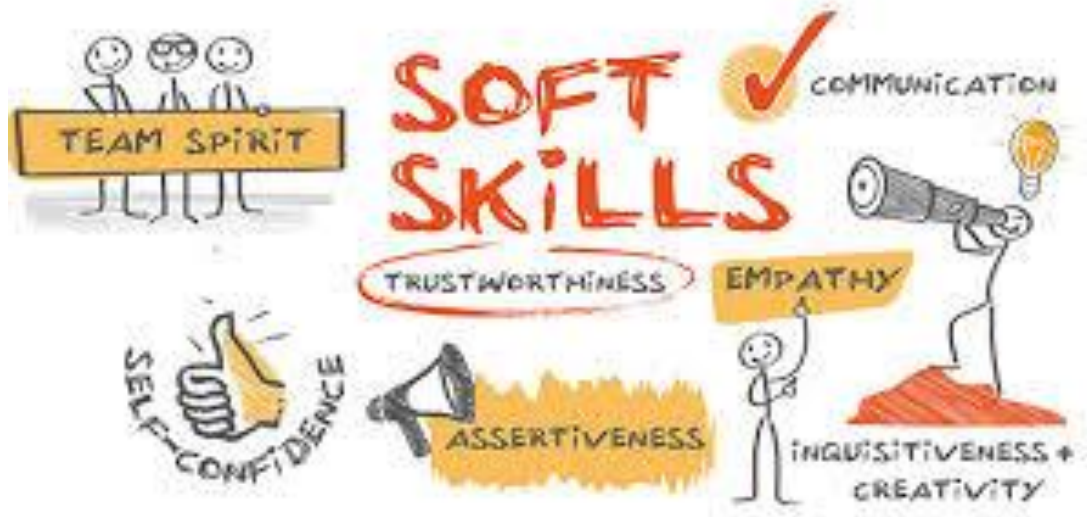 SOFT
SKiLLS
TEAM SPiRiT
COMMUNiCATiON
TRUSTWORTHiNESS
EMPATHY
SELF-CONFiDENCE
ASSERTiVENESS
iNQUiSiTiVENESS +
CREATiViTY